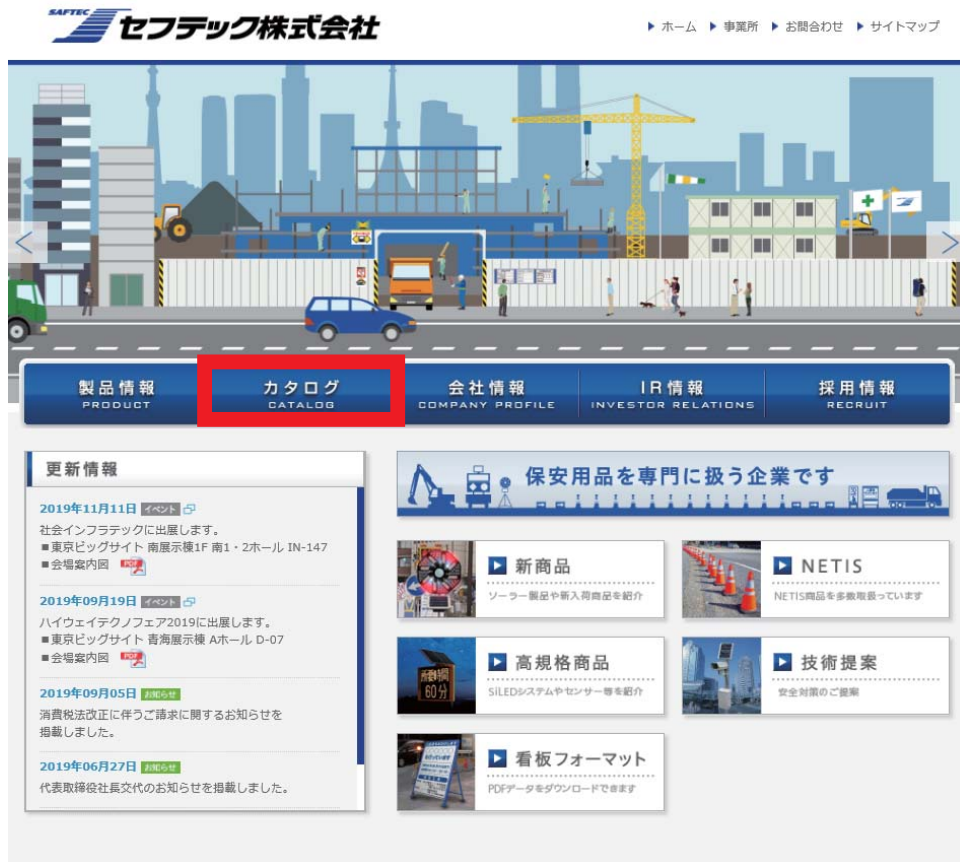 SAFTEC
セフテック株式会社
ホーム 事業所 お問合わせ サイトマップ
製品情報
PRODUCT
カタログ
CATALOG
会社情報
COMPANY PROFILE
IR情報
INVESTOR RELATIONS
採用情報
RECRUIT
更新情報
2019年11月11日 イベント
社会インフラテックに出展します。
■東京ビッグサイト 南展示棟1F 南1・2ホール IN-147
■会場案内図 PDF
2019年09月19日 イベント
ハイウェイテクノフェア2019に出展します。
■東京ビッグサイト 青海展示棟 Aホール D-07
■会場案内図 PDF
2019年09月05日 お知らせ
消費税法改正に伴うご請求に関するお知らせを
掲載しました。
2019年06月27日 お知らせ
代表取締役社長交代のお知らせを掲載しました。
保安用品を専門に扱う企業です
新商品
ソーラー製品や新入荷商品を紹介
NETIS
NETIS商品を多数取扱っています
高規格商品
SiLEDシステムやセンサー等を紹介
所要時間
60分
技術提案
安全対策のご提案
看板フォーマット
PDFデータをダウンロードできます